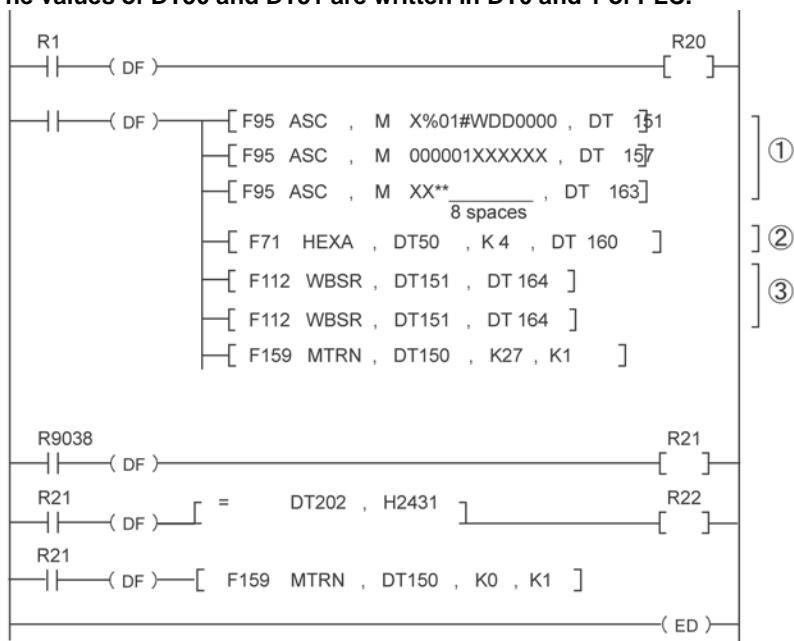 The values of DT50 and DT51 are written in DT0 and 1 of PLC.
R1 R20
( DF ) [ ]
( DF ) [ F95 ASC , M X%01#WDD0000 , DT 151 ]
[ F95 ASC , M 000001XXXXXX , DT 157 ] ①
[ F95 ASC , M XX**________ , DT 163]
8 spaces
[ F71 HEXA , DT50 , K 4 , DT 160 ] ②
[ F112 WBSR , DT151 , DT 164 ] ③
[ F112 WBSR , DT151 , DT 164 ]
[ F159 MTRN , DT150 , K27 , K1 ]
R9038 R21
( DF ) [ ]
R21 R22
( DF ) [ = DT202 , H2431 ] [ ]
R21
( DF ) [ F159 MTRN , DT150 , K0 , K1 ]
( ED )